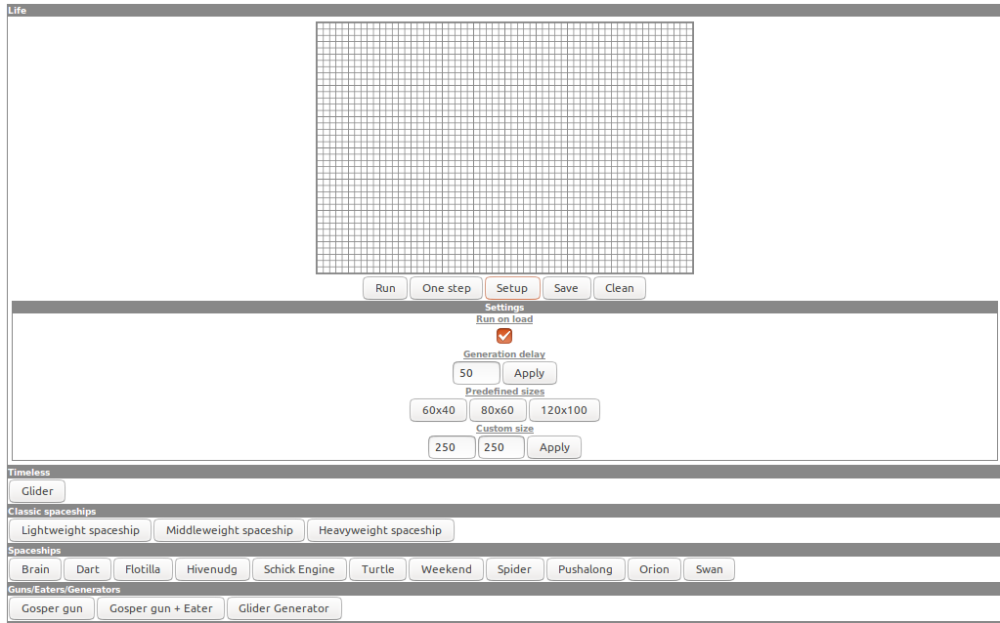 Life
Run One step Setup Save Clean
Settings
Run on load
Generation delay
50 Apply
Predefined sizes
60x40 80x60 120x100
Custom size
250 250 Apply
Timeless
Glider
Classic spaceships
Lightweight spaceship Middleweight spaceship Heavyweight spaceship
Spaceships
Brain Dart Flotilla Hivenudg Schick Engine Turtle Weekend Spider Pushalong Orion Swan
Guns/Eaters/Generators
Gosper gun Gosper gun + Eater Glider Generator